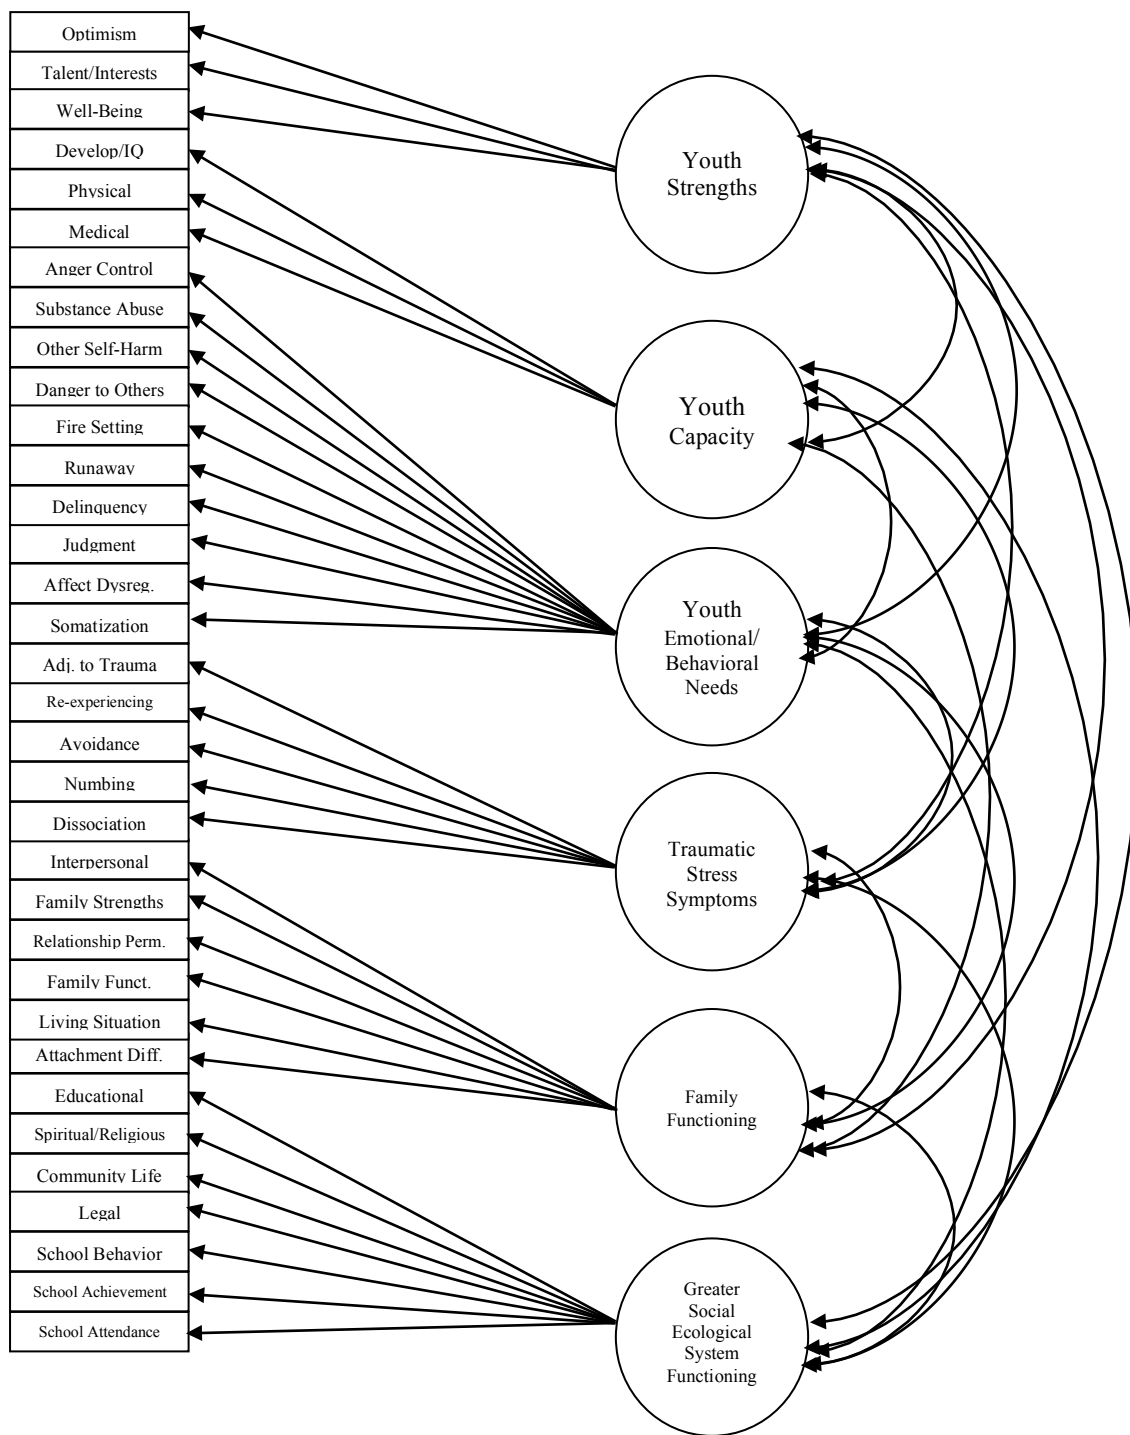 Optimism
Talent/Interests
Well-Being
Develop/IQ
Physical
Medical
Anger Control
Substance Abuse
Other Self-Harm
Danger to Others
Fire Setting
Runaway
Delinquency
Judgment
Affect Dysreg.
Somatization
Adj. to Trauma
Re-experiencing
Avoidance
Numbing
Dissociation
Interpersonal
Family Strengths
Relationship Perm.
Family Funct.
Living Situation
Attachment Diff.
Educational
Spiritual/Religious
Community Life
Legal
School Behavior
School Achievement
School Attendance
Youth
Strengths
Youth
Capacity
Youth
Emotional/
Behavioral
Needs
Traumatic
Stress
Symptoms
Family
Functioning
Greater
Social
Ecological
System
Functioning